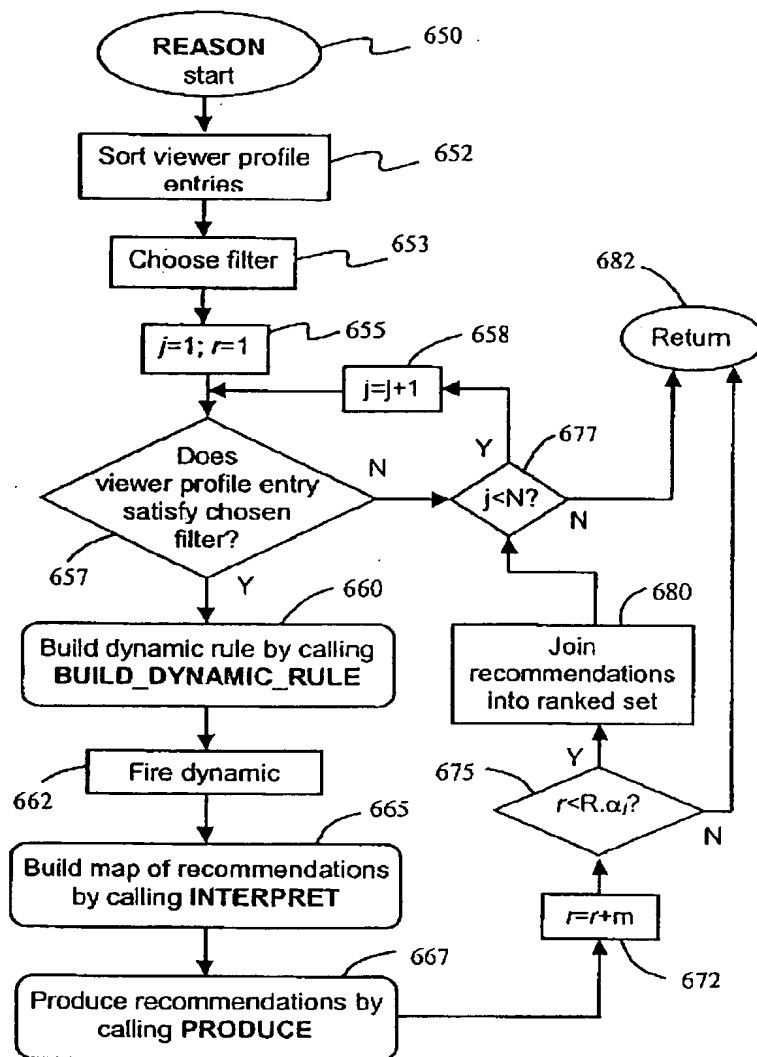 REASON
start
650
Sort viewer profile
entries
652
Choose filter
653
j=1; r=1
655
j=j+1
658
Return
682
Does
viewer profile entry
satisfy chosen
filter?
657
N
Y
j<N?
677
Y
N
Build dynamic rule by calling
BUILD_DYNAMIC_RULE
660
Join
recommendations
into ranked set
680
Fire dynamic
662
r<R.αi?
675
Y
N
Build map of recommendations
by calling INTERPRET
665
r=r+m
672
Produce recommendations by
calling PRODUCE
667